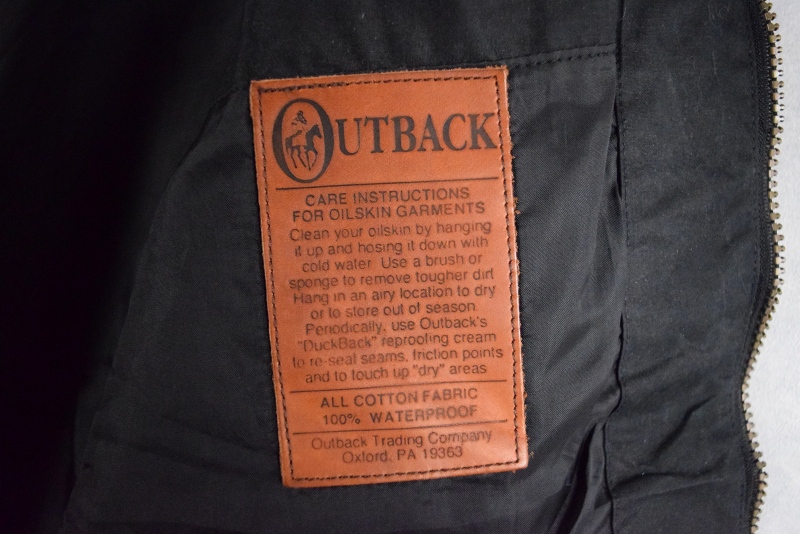 OUTBACK
CARE INSTRUCTIONS
FOR OILSKIN GARMENTS
Clean your oilskin by hanging
it up and hosing it down with
cold water. Use a brush or
sponge to remove tougher dirt
Hang in an airy location to dry
or to store out of season.
Periodically, use Outback's
"DuckBack" reproofing cream
to re-seal seams, friction points
and to touch up "dry" areas
ALL COTTON FABRIC
100% WATERPROOF
Outback Trading Company
Oxford, PA 19363